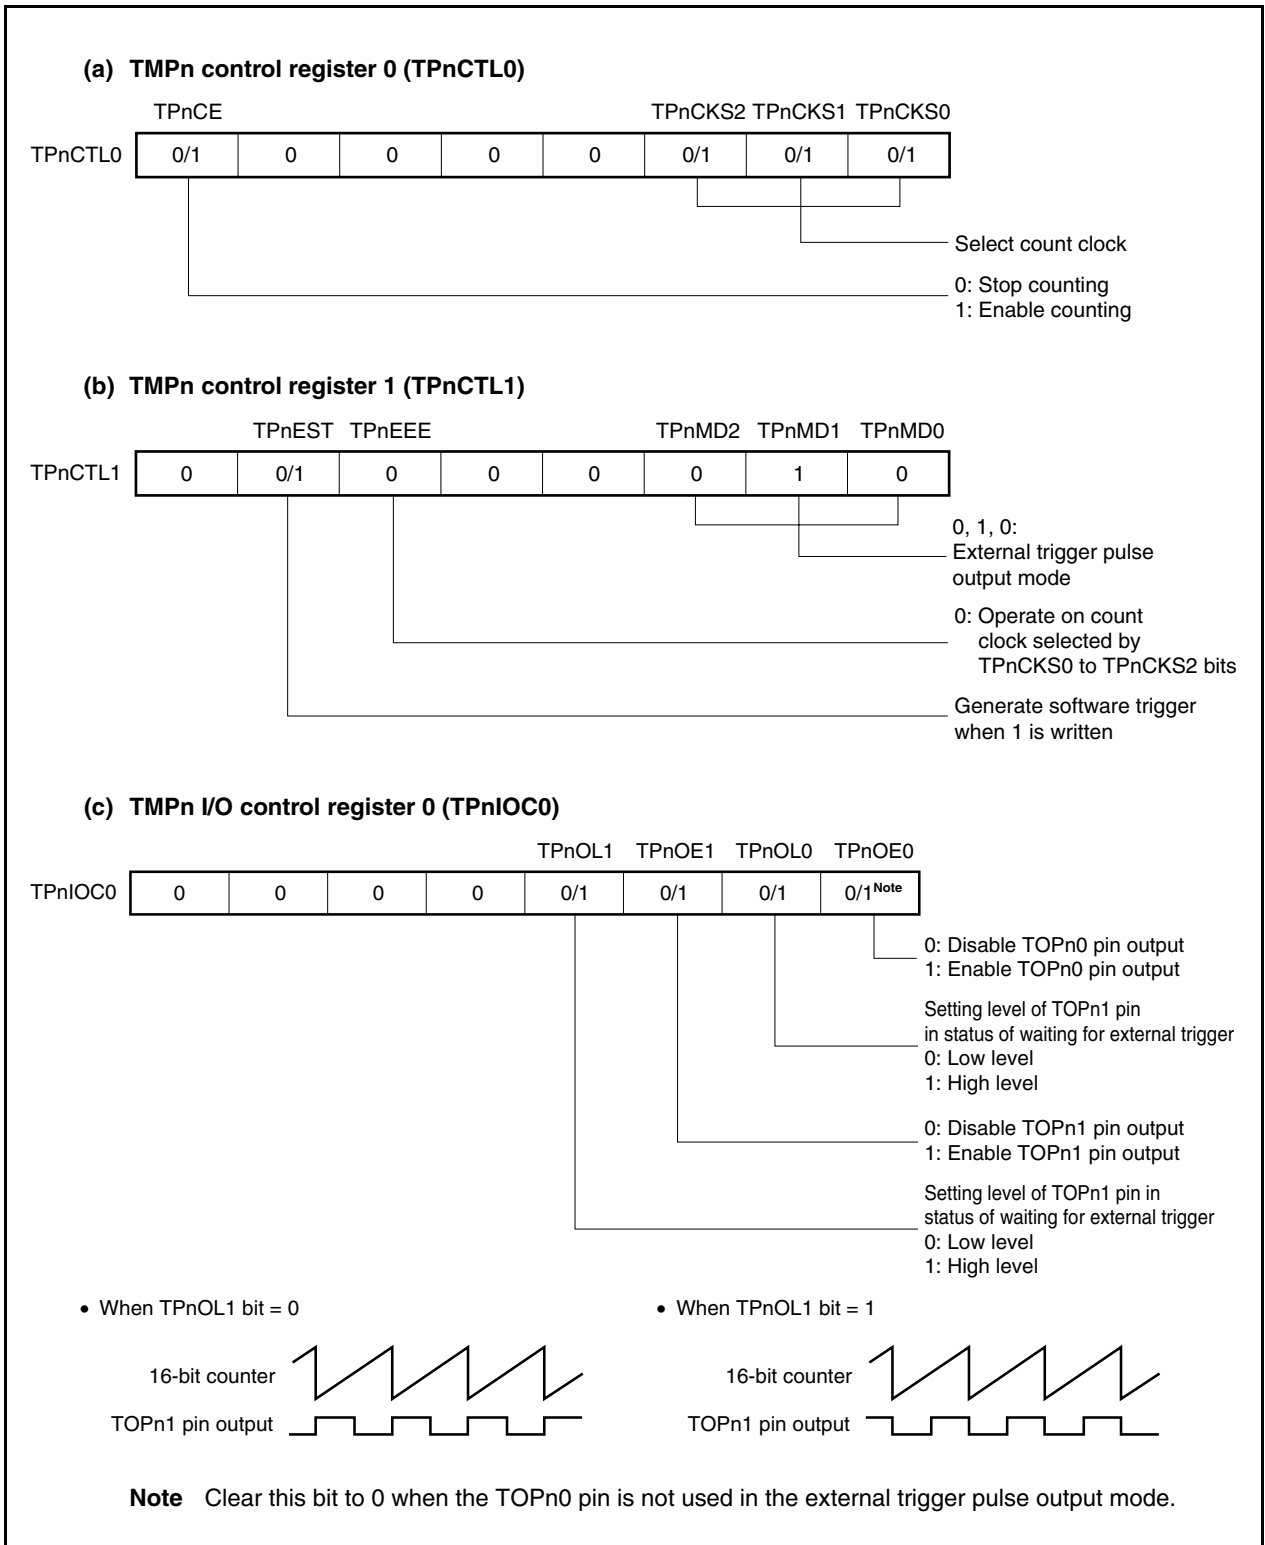 (a) TMPn control register 0 (TPnCTL0)
TPnCE TPnCKS2 TPnCKS1 TPnCKS0
TPnCTL0 0/1 0 0 0 0 0/1 0/1 0/1
Select count clock
0: Stop counting
1: Enable counting
(b) TMPn control register 1 (TPnCTL1)
TPnEST TPnEEE TPnMD2 TPnMD1 TPnMD0
TPnCTL1 0 0/1 0 0 0 0 1 0
0, 1, 0:
External trigger pulse
output mode
0: Operate on count
clock selected by
TPnCKS0 to TPnCKS2 bits
Generate software trigger
when 1 is written
(c) TMPn I/O control register 0 (TPnIOC0)
TPnOL1 TPnOE1 TPnOL0 TPnOE0
TPnIOC0 0 0 0 0 0/1 0/1 0/1 0/1Note
0: Disable TOPn0 pin output
1: Enable TOPn0 pin output
Setting level of TOPn1 pin
in status of waiting for external trigger
0: Low level
1: High level
0: Disable TOPn1 pin output
1: Enable TOPn1 pin output
Setting level of TOPn1 pin in
status of waiting for external trigger
0: Low level
1: High level
• When TPnOL1 bit = 0 • When TPnOL1 bit = 1
16-bit counter 16-bit counter
TOPn1 pin output TOPn1 pin output
Note Clear this bit to 0 when the TOPn0 pin is not used in the external trigger pulse output mode.